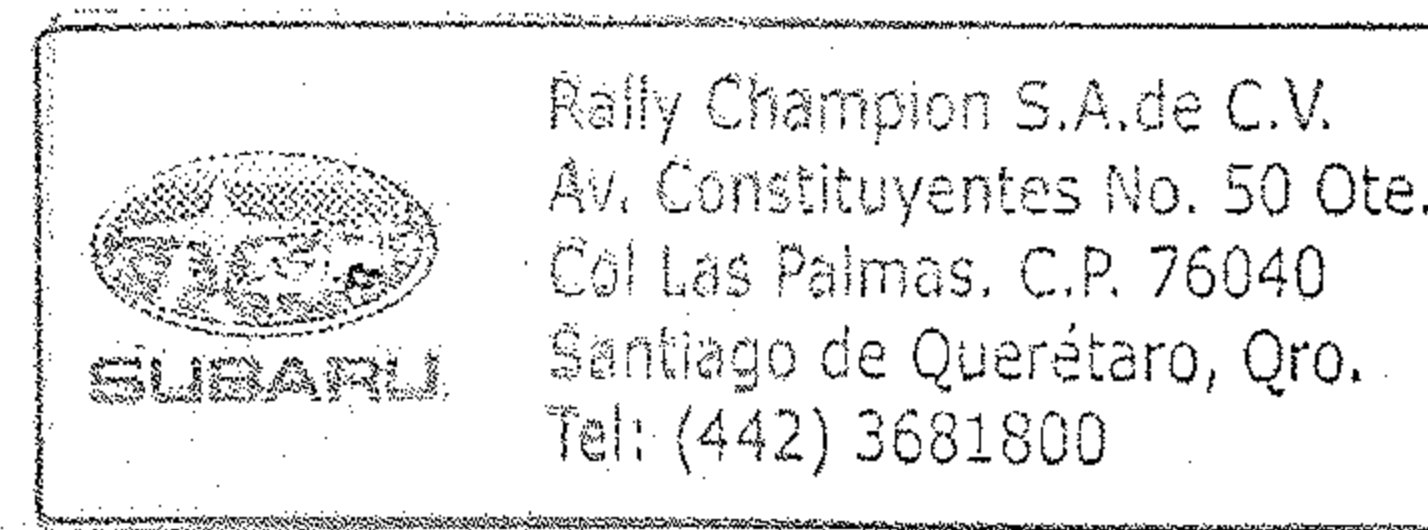 SUBARU
Rally Champion S.A.de C.V.
Av. Constituyentes No. 50 Ote.
Col Las Palmas. C.P. 76040
Santiago de Querétaro, Qro.
Tel: (442) 3681800